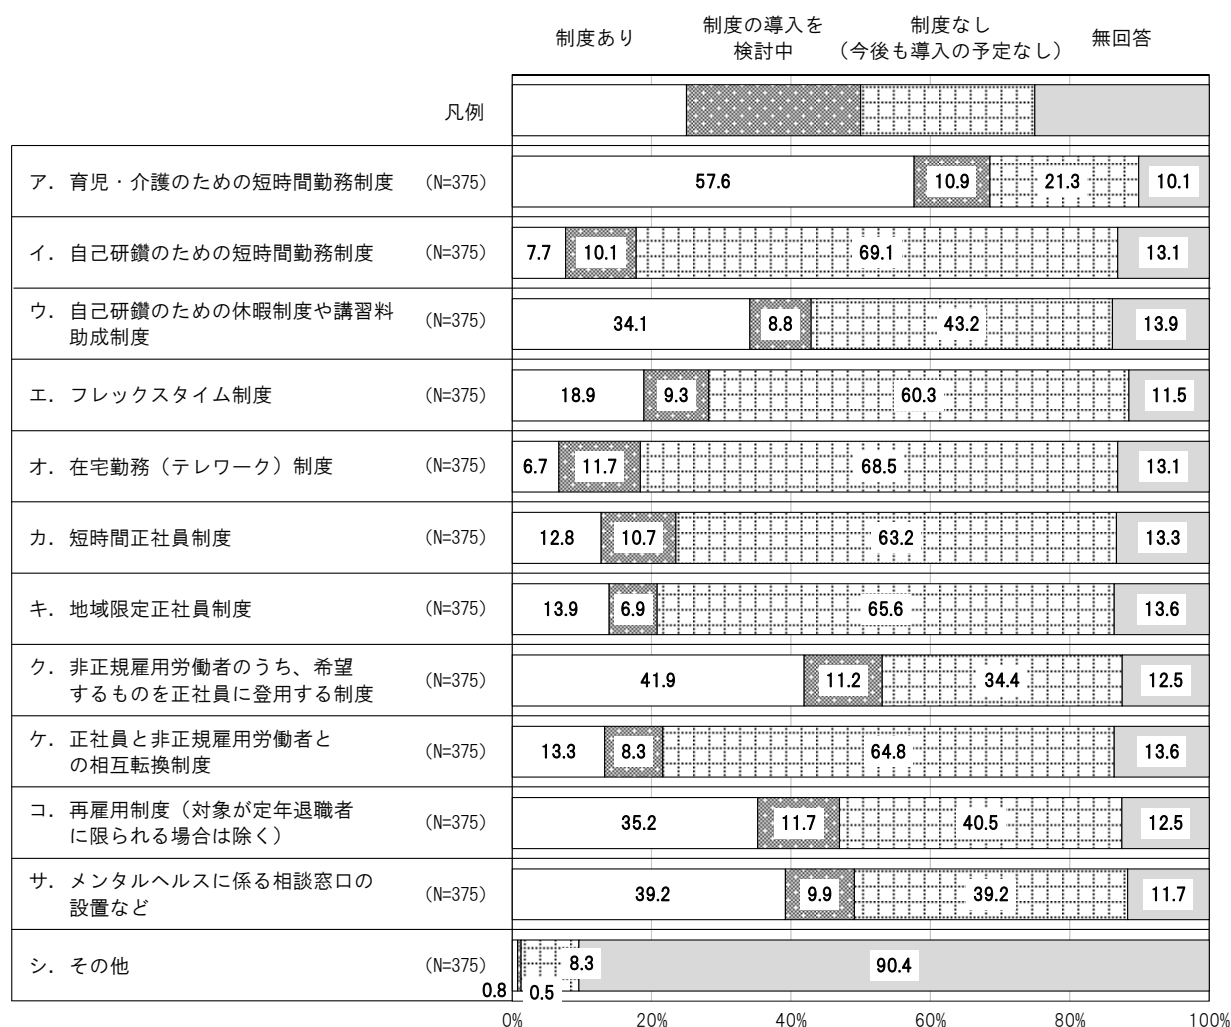 制度あり
制度の導入を
検討中
制度なし
（今後も導入の予定なし）
無回答
凡例
ア．育児・介護のための短時間勤務制度 (N=375) 57.6 10.9 21.3 10.1
イ．自己研鑽のための短時間勤務制度 (N=375) 7.7 10.1 69.1 13.1
ウ．自己研鑽のための休暇制度や講習料
助成制度 (N=375) 34.1 8.8 43.2 13.9
エ．フレックスタイム制度 (N=375) 18.9 9.3 60.3 11.5
オ．在宅勤務（テレワーク）制度 (N=375) 6.7 11.7 68.5 13.1
カ．短時間正社員制度 (N=375) 12.8 10.7 63.2 13.3
キ．地域限定正社員制度 (N=375) 13.9 6.9 65.6 13.6
ク．非正規雇用労働者のうち、希望
するものを正社員に登用する制度 (N=375) 41.9 11.2 34.4 12.5
ケ．正社員と非正規雇用労働者と
の相互転換制度 (N=375) 13.3 8.3 64.8 13.6
コ．再雇用制度（対象が定年退職者
に限られる場合は除く） (N=375) 35.2 11.7 40.5 12.5
サ．メンタルヘルスに係る相談窓口の
設置など (N=375) 39.2 9.9 39.2 11.7
シ．その他 (N=375) 8.3 90.4
0.8 0.5
0% 20% 40% 60% 80% 100%